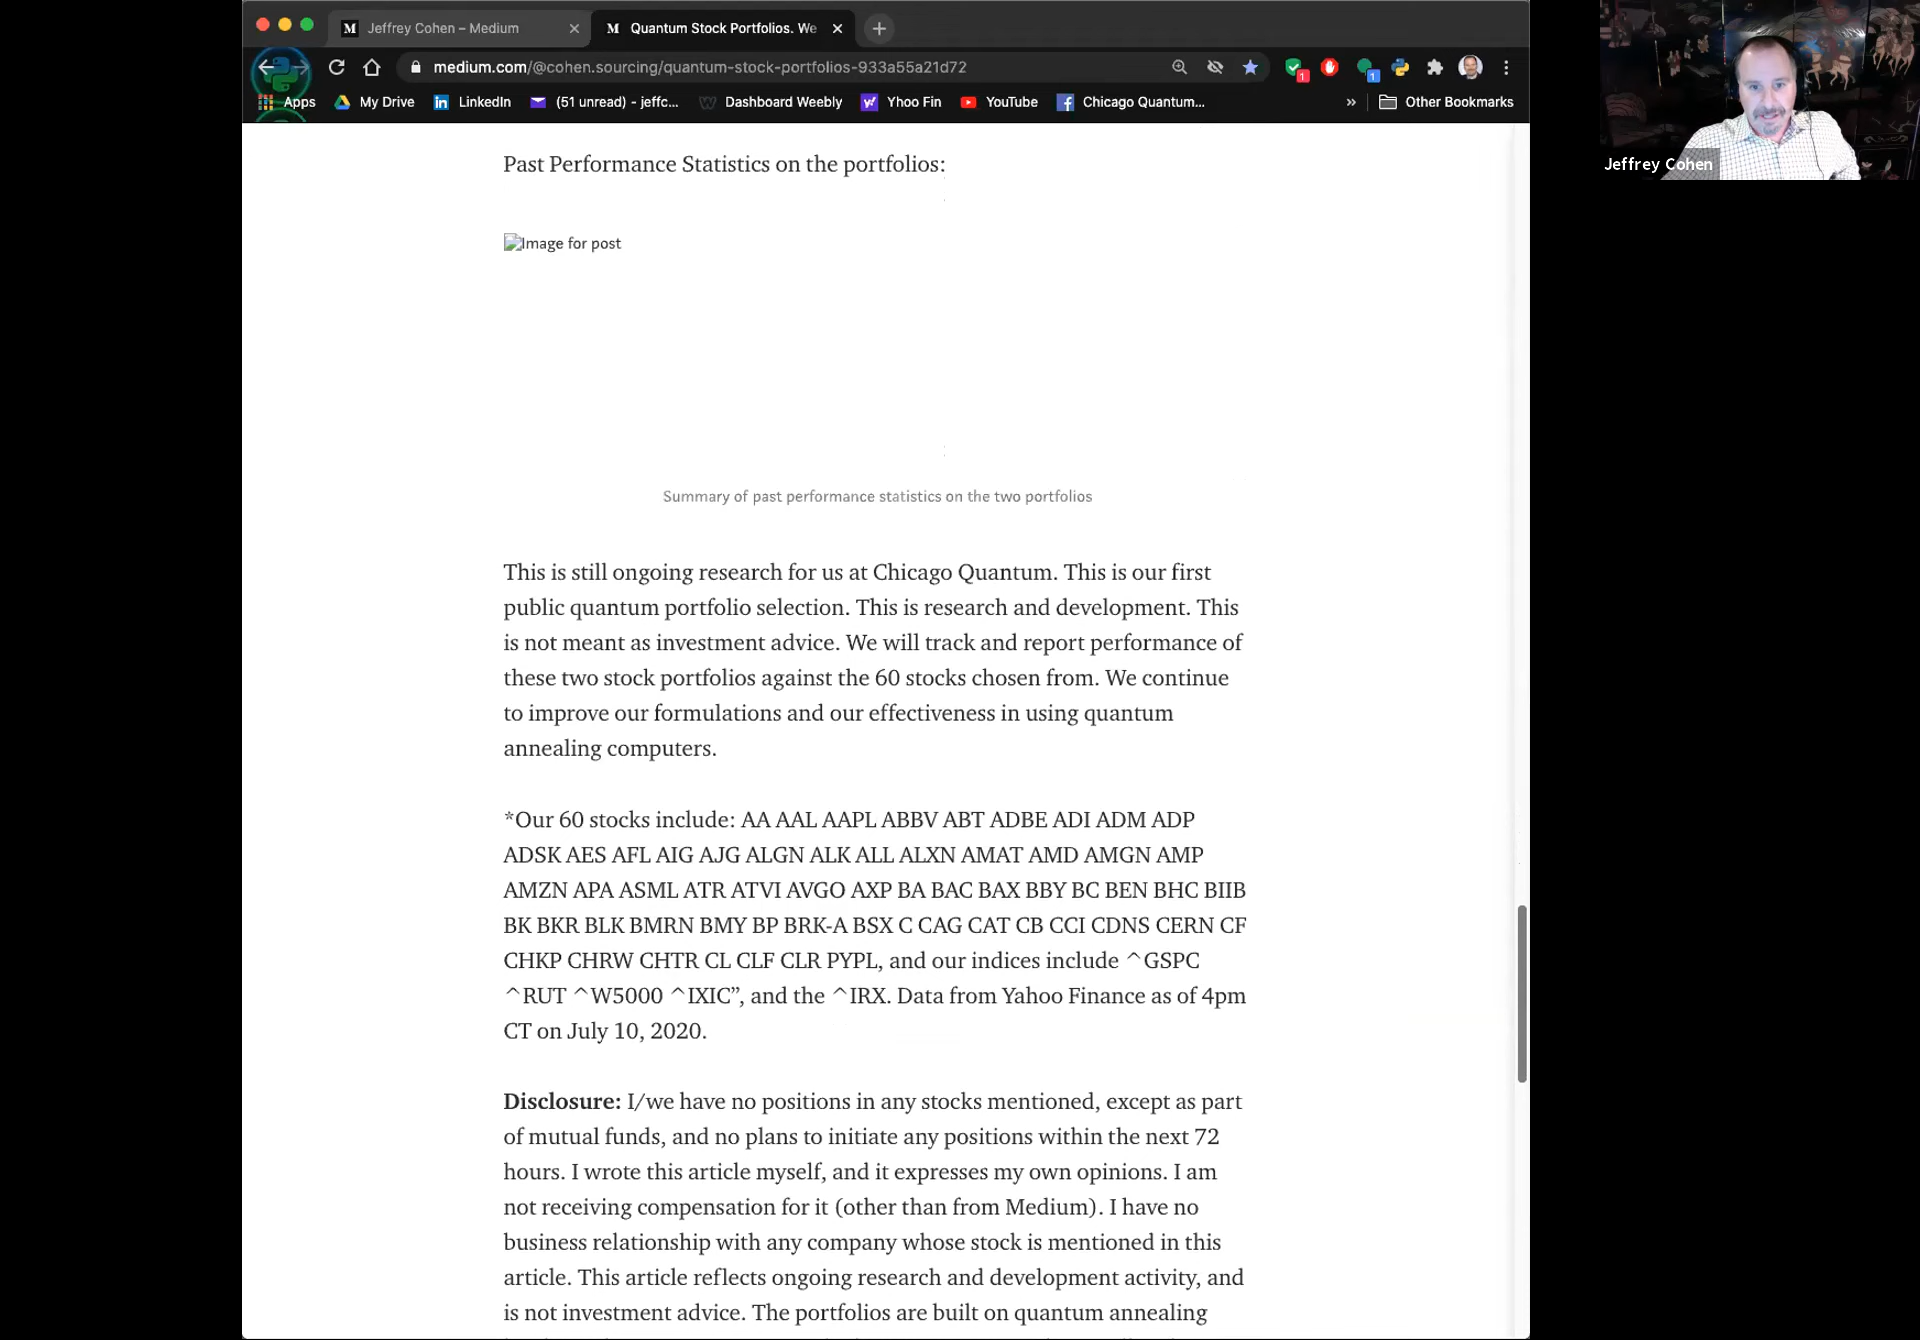 Jeffrey Cohen – Medium
Quantum Stock Portfolios. We
medium.com/@cohen.sourcing/quantum-stock-portfolios-933a55a21d72
1
1
Apps
My Drive
LinkedIn
(51 unread) - jeffc...
Dashboard Weebly
Yhoo Fin
YouTube
Chicago Quantum...
»
Other Bookmarks
Jeffrey Cohen
Past Performance Statistics on the portfolios:
Image for post
Summary of past performance statistics on the two portfolios
This is still ongoing research for us at Chicago Quantum. This is our first
public quantum portfolio selection. This is research and development. This
is not meant as investment advice. We will track and report performance of
these two stock portfolios against the 60 stocks chosen from. We continue
to improve our formulations and our effectiveness in using quantum
annealing computers.
*Our 60 stocks include: AA AAL AAPL ABBV ABT ADBE ADI ADM ADP
ADSK AES AFL AIG AJG ALGN ALK ALL ALXN AMAT AMD AMGN AMP
AMZN APA ASML ATR ATVI AVGO AXP BA BAC BAX BBY BC BEN BHC BIIB
BK BKR BLK BMRN BMY BP BRK-A BSX C CAG CAT CB CCI CDNS CERN CF
CHKP CHRW CHTR CL CLF CLR PYPL, and our indices include ^GSPC
^RUT ^W5000 ^IXIC”, and the ^IRX. Data from Yahoo Finance as of 4pm
CT on July 10, 2020.
Disclosure: I/we have no positions in any stocks mentioned, except as part
of mutual funds, and no plans to initiate any positions within the next 72
hours. I wrote this article myself, and it expresses my own opinions. I am
not receiving compensation for it (other than from Medium). I have no
business relationship with any company whose stock is mentioned in this
article. This article reflects ongoing research and development activity, and
is not investment advice. The portfolios are built on quantum annealing